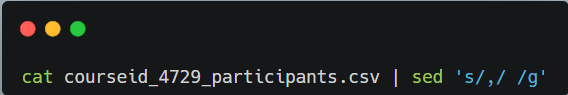 cat courseid_4729_participants.csv | sed 's/,/ /g'